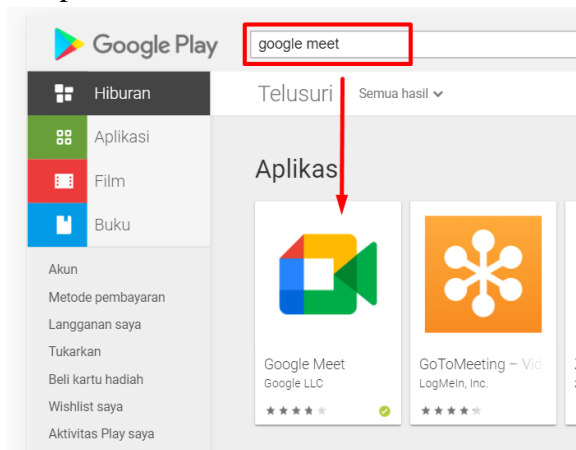 Google Play
google meet
Hiburan
Telusuri
Semua hasil
Aplikasi
Film
Buku
Akun
Metode pembayaran
Langganan saya
Tukarkan
Beli kartu hadiah
Wishlist saya
Aktivitas Play saya
Aplikasi
Google Meet
Google LLC
GoToMeeting – Vid
LogMeIn, Inc.